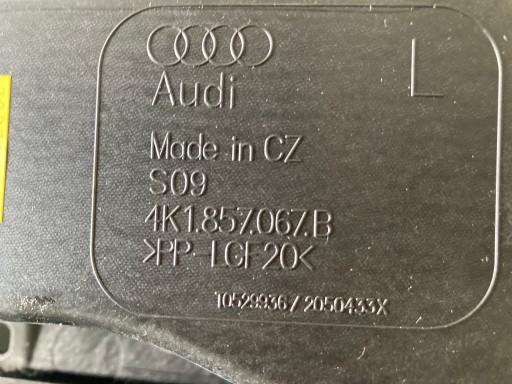 Audi L
Made in CZ
S09
4K1.857.067.B
>PP-LGF20<
10529936/2050433X